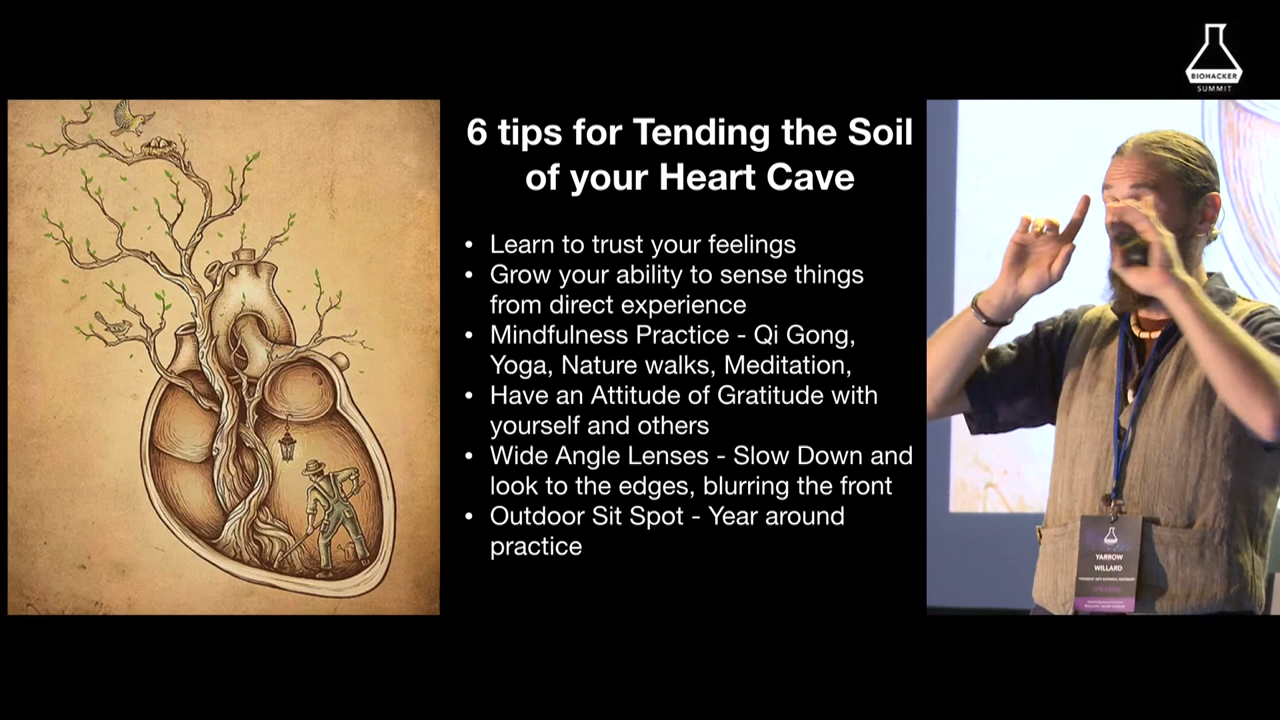 BIOHACKER
SUMMIT
6 tips for Tending the Soil
of your Heart Cave
• Learn to trust your feelings
• Grow your ability to sense things
from direct experience
• Mindfulness Practice - Qi Gong,
Yoga, Nature walks, Meditation,
• Have an Attitude of Gratitude with
yourself and others
• Wide Angle Lenses - Slow Down and
look to the edges, blurring the front
• Outdoor Sit Spot - Year around
practice
YARROW
WILLARD